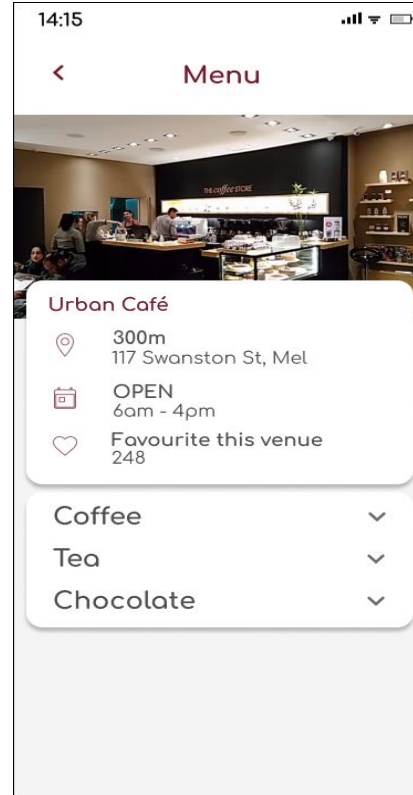 14:15
Menu
THE coffee STORE
Urban Café
300m
117 Swanston St, Mel
OPEN
6am - 4pm
Favourite this venue
248
Coffee
Tea
Chocolate